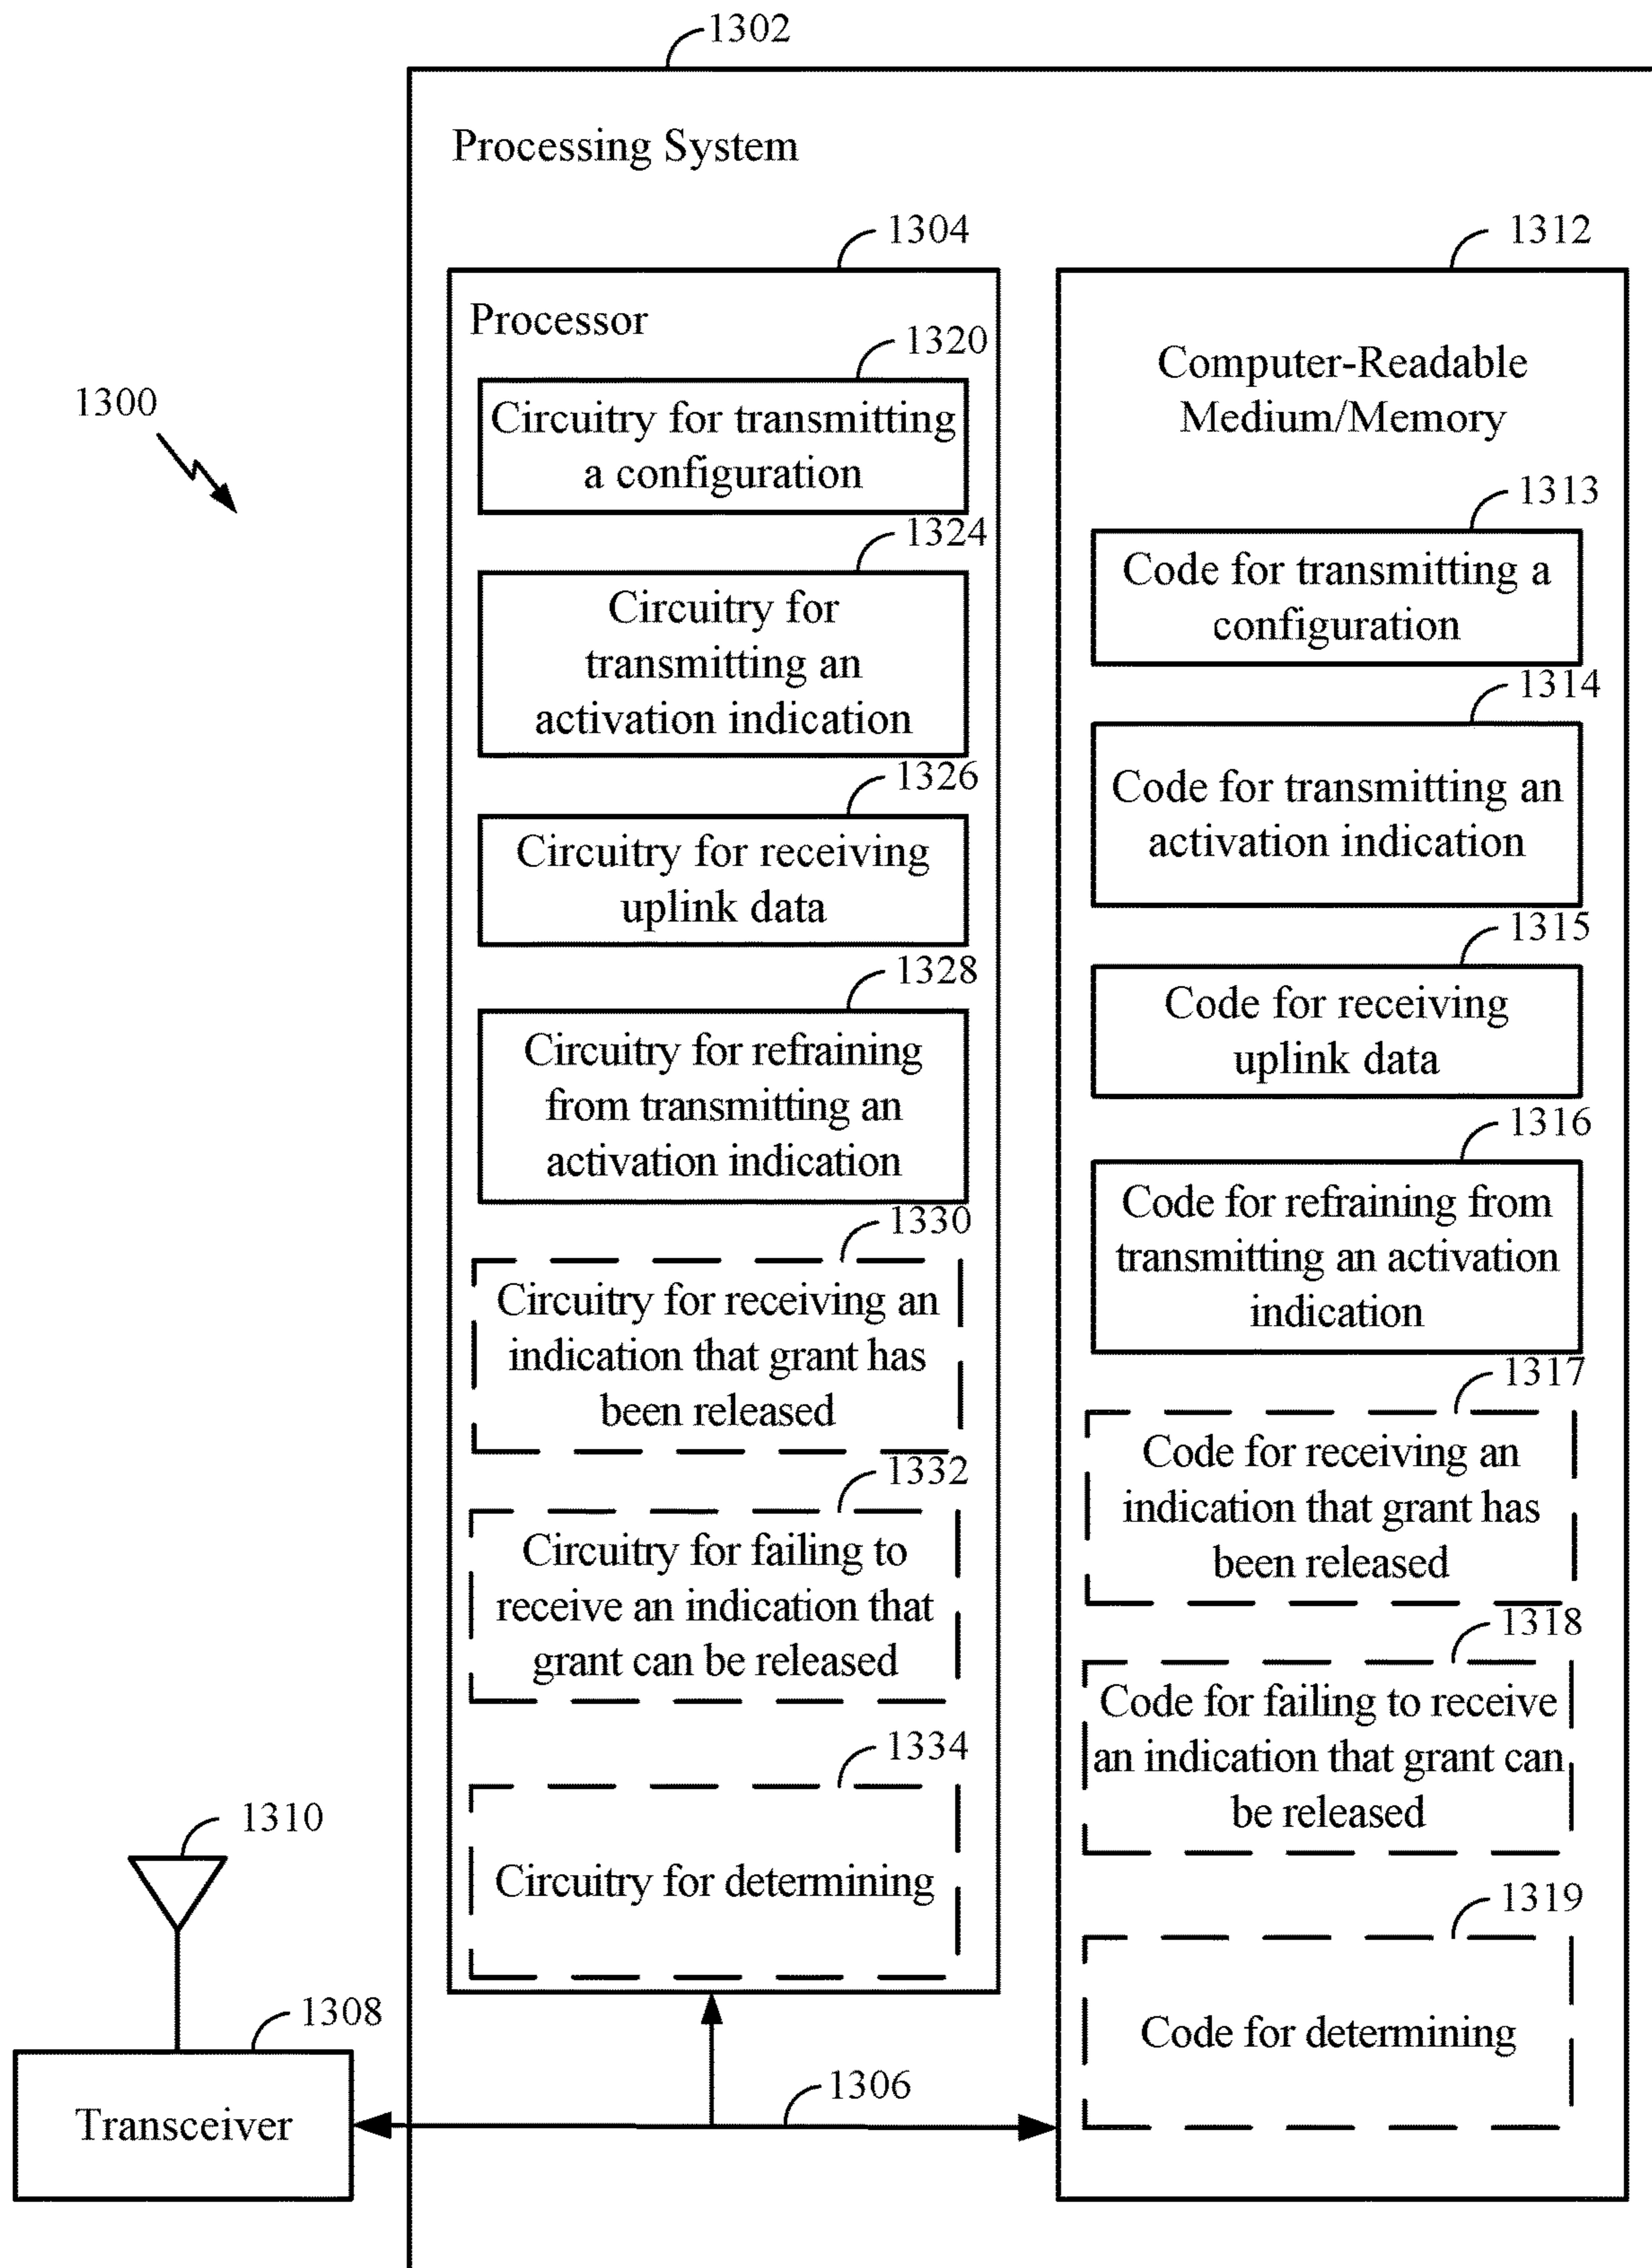 1302
Processing System
1304
Processor
1320
Circuitry for transmitting
a configuration
1324
Circuitry for
transmitting an
activation indication
1326
Circuitry for receiving
uplink data
1328
Circuitry for refraining
from transmitting an
activation indication
1330
Circuitry for receiving an
indication that grant has
been released
1332
Circuitry for failing to
receive an indication that
grant can be released
1334
Circuitry for determining
1312
Computer-Readable
Medium/Memory
1313
Code for transmitting a
configuration
1314
Code for transmitting an
activation indication
1315
Code for receiving
uplink data
1316
Code for refraining from
transmitting an activation
indication
1317
Code for receiving an
indication that grant has
been released
1318
Code for failing to receive
an indication that grant can
be released
1319
Code for determining
1300
1310
1308
Transceiver
1306